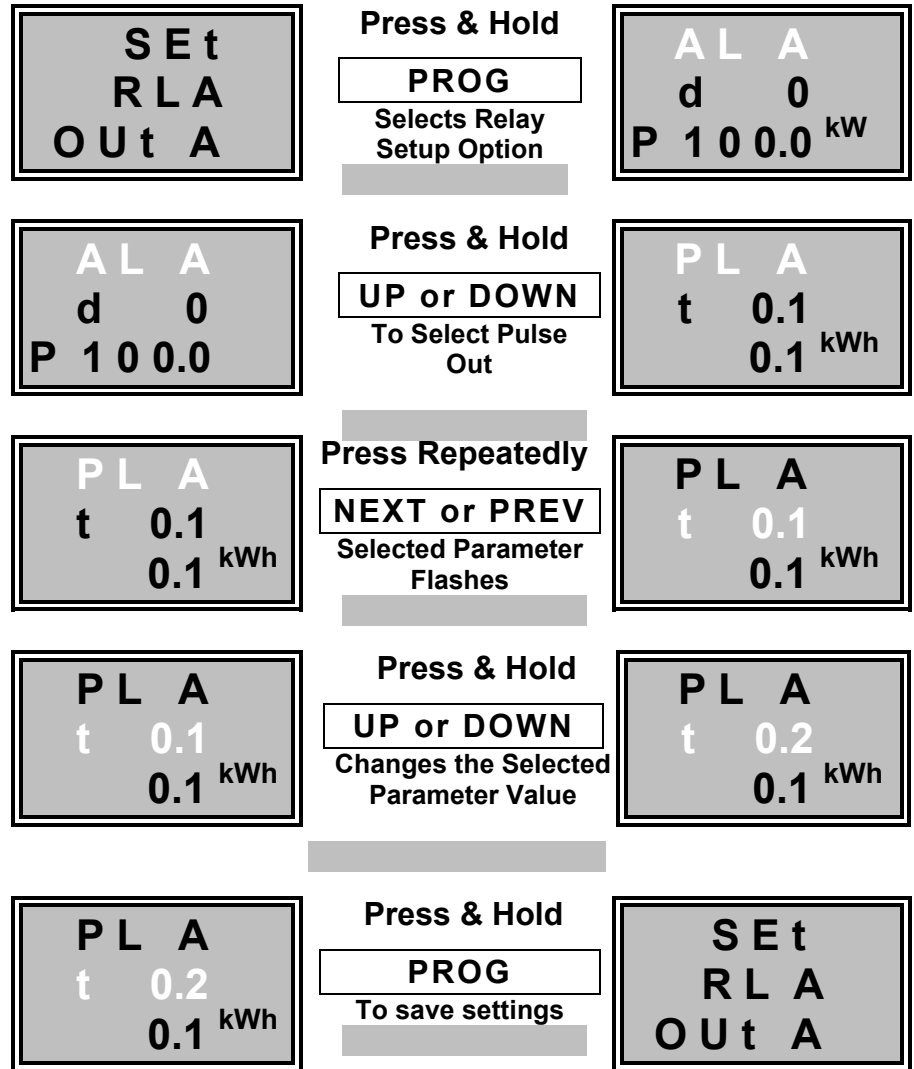 SEt
RLA
OUt A
Press & Hold
PROG
Selects Relay
Setup Option
AL A
d 0
P 100.0 kW
AL A
d 0
P 100.0
Press & Hold
UP or DOWN
To Select Pulse
Out
PL A
t 0.1
0.1 kWh
PL A
t 0.1
0.1 kWh
Press Repeatedly
NEXT or PREV
Selected Parameter
Flashes
PL A
t 0.1
0.1 kWh
PL A
t 0.1
0.1 kWh
Press & Hold
UP or DOWN
Changes the Selected
Parameter Value
PL A
t 0.2
0.1 kWh
PL A
t 0.2
0.1 kWh
Press & Hold
PROG
To save settings
SEt
RL A
OUt A